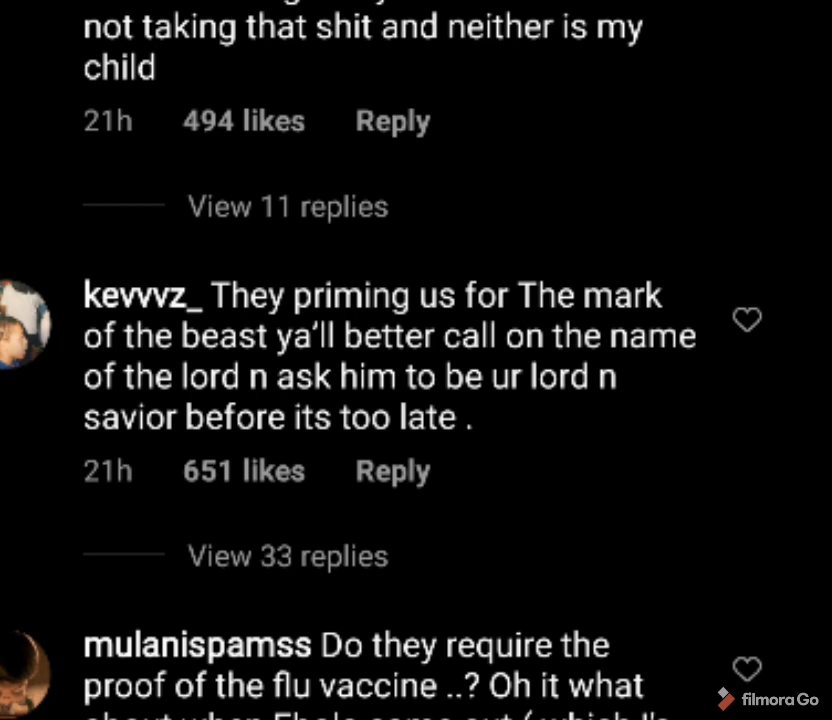 not taking that shit and neither is my
child
21h 494 likes Reply
View 11 replies
kevvvz_ They priming us for The mark
of the beast ya'll better call on the name
of the lord n ask him to be ur lord n
savior before its too late .
21h 651 likes Reply
View 33 replies
mulanispamss Do they require the
proof of the flu vaccine ..? Oh it what
filmora Go